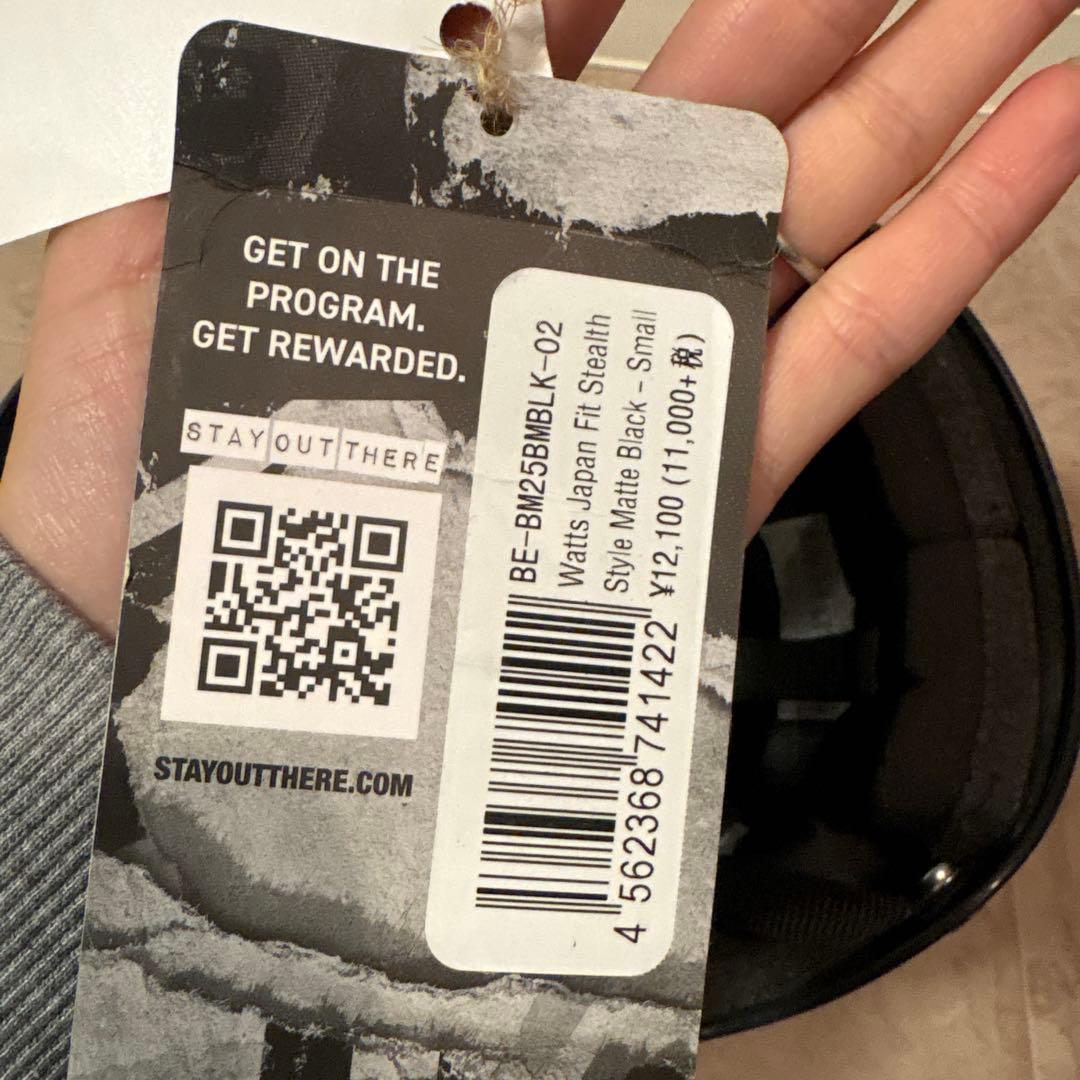 GET ON THE
PROGRAM.
GET REWARDED.
STAY OUT THERE
STAYOUTTHERE.COM
BE-BM25BMBLK-02
Watts Japan Fit Stealth
Style Matte Black - Small
¥12,100 (11,000+税)
4 562368 741422